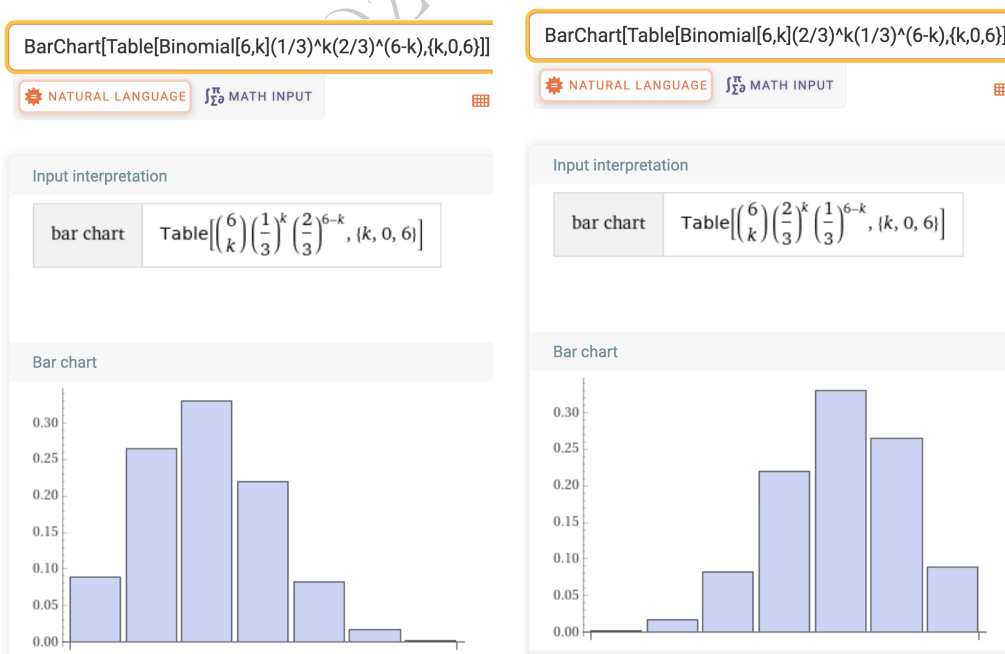 BarChart[Table[Binomial[6,k](1/3)^k(2/3)^(6-k),{k,0,6}]]
NATURAL LANGUAGE
∫Σ∂π MATH INPUT
Input interpretation
bar chart
Table[(6 k) (1/3)^k (2/3)^(6-k), {k, 0, 6}]
Bar chart
0.30
0.25
0.20
0.15
0.10
0.05
0.00
BarChart[Table[Binomial[6,k](2/3)^k(1/3)^(6-k),{k,0,6}]]
NATURAL LANGUAGE
∫Σ∂π MATH INPUT
Input interpretation
bar chart
Table[(6 k) (2/3)^k (1/3)^(6-k), {k, 0, 6}]
Bar chart
0.30
0.25
0.20
0.15
0.10
0.05
0.00